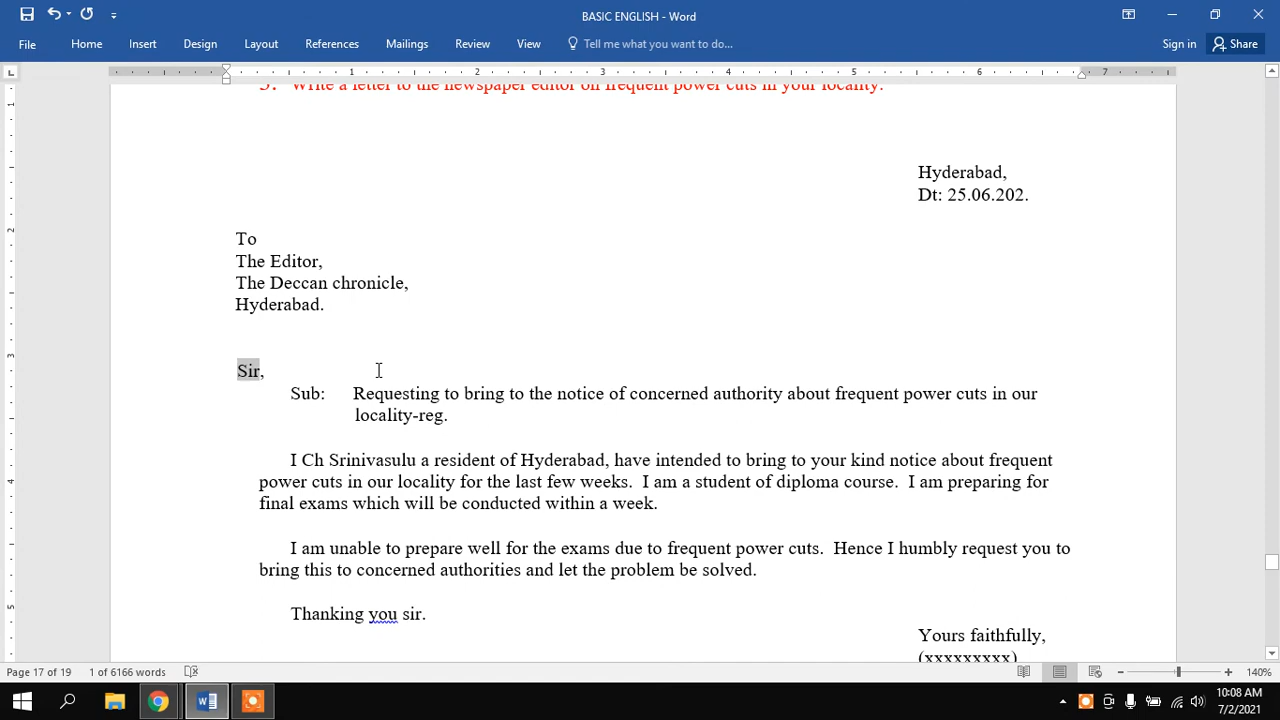 BASIC ENGLISH - Word
File Home Insert Design Layout References Mailings Review View Tell me what you want to do... Sign in Share
1 2 3 4 5 6 7
3. Write a letter to the newspaper editor on frequent power cuts in your locality.
Hyderabad,
Dt: 25.06.202.
To
The Editor,
The Deccan chronicle,
Hyderabad.
Sir,
Sub: Requesting to bring to the notice of concerned authority about frequent power cuts in our
locality-reg.
I Ch Srinivasulu a resident of Hyderabad, have intended to bring to your kind notice about frequent
power cuts in our locality for the last few weeks. I am a student of diploma course. I am preparing for
final exams which will be conducted within a week.
I am unable to prepare well for the exams due to frequent power cuts. Hence I humbly request you to
bring this to concerned authorities and let the problem be solved.
Thanking you sir.
Yours faithfully,
(xxxxxxxxx)
Page 17 of 19 1 of 6166 words 140%
10:08 AM
7/2/2021